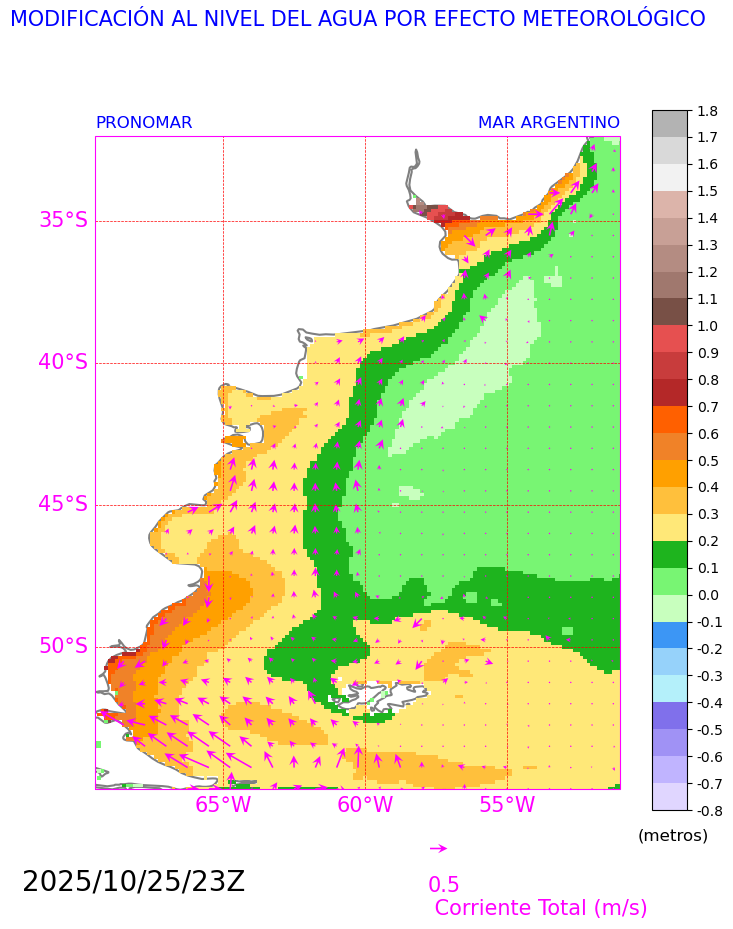 MODIFICACIÓN AL NIVEL DEL AGUA POR EFECTO METEOROLÓGICO
PRONOMAR MAR ARGENTINO
35°S
40°S
45°S
50°S
65°W 60°W 55°W
1.8
1.7
1.6
1.5
1.4
1.3
1.2
1.1
1.0
0.9
0.8
0.7
0.6
0.5
0.4
0.3
0.2
0.1
0.0
-0.1
-0.2
-0.3
-0.4
-0.5
-0.6
-0.7
-0.8
(metros)
2025/10/25/23Z
0.5
Corriente Total (m/s)